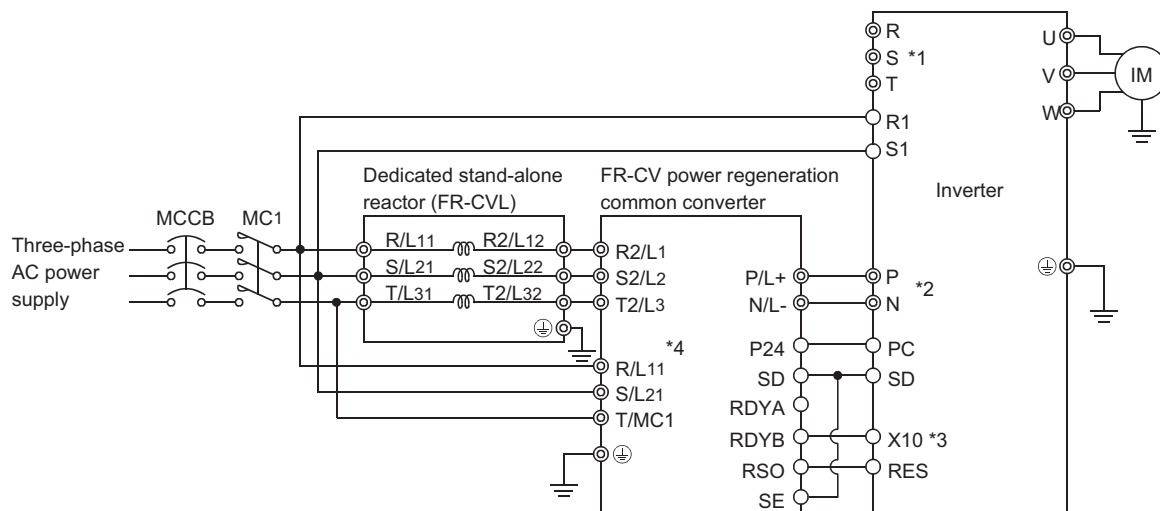 R
S *1
T
R1
S1
U
V
W
IM
Inverter
Dedicated stand-alone
reactor (FR-CVL)
FR-CV power regeneration
common converter
MCCB
MC1
Three-phase
AC power
supply
R/L11
R2/L12
S/L21
S2/L22
T/L31
T2/L32
R2/L1
S2/L2
T2/L3
*4
R/L11
S/L21
T/MC1
P/L+
N/L-
P24
SD
RDYA
RDYB
RSO
SE
P
*2
N
PC
SD
X10 *3
RES